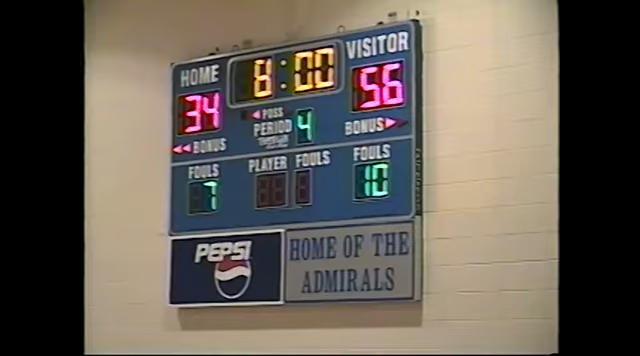 HOME 8:00 VISITOR
34 56
POSS
PERIOD 4
BONUS BONUS
FOULS PLAYER FOULS FOULS
7 10
PEPSI
HOME OF THE
ADMIRALS